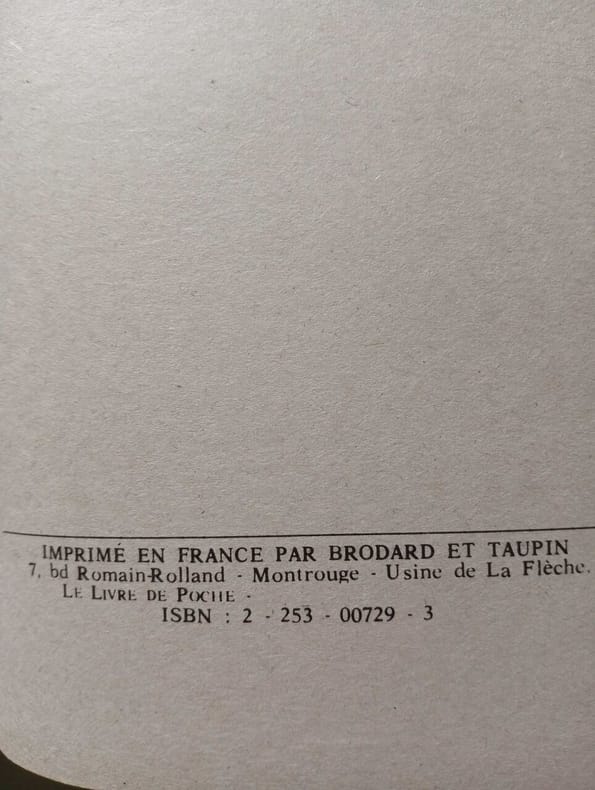 IMPRIMÉ EN FRANCE PAR BRODARD ET TAUPIN
7, bd Romain-Rolland - Montrouge - Usine de La Flèche.
LE LIVRE DE POCHE -
ISBN : 2 - 253 - 00729 - 3